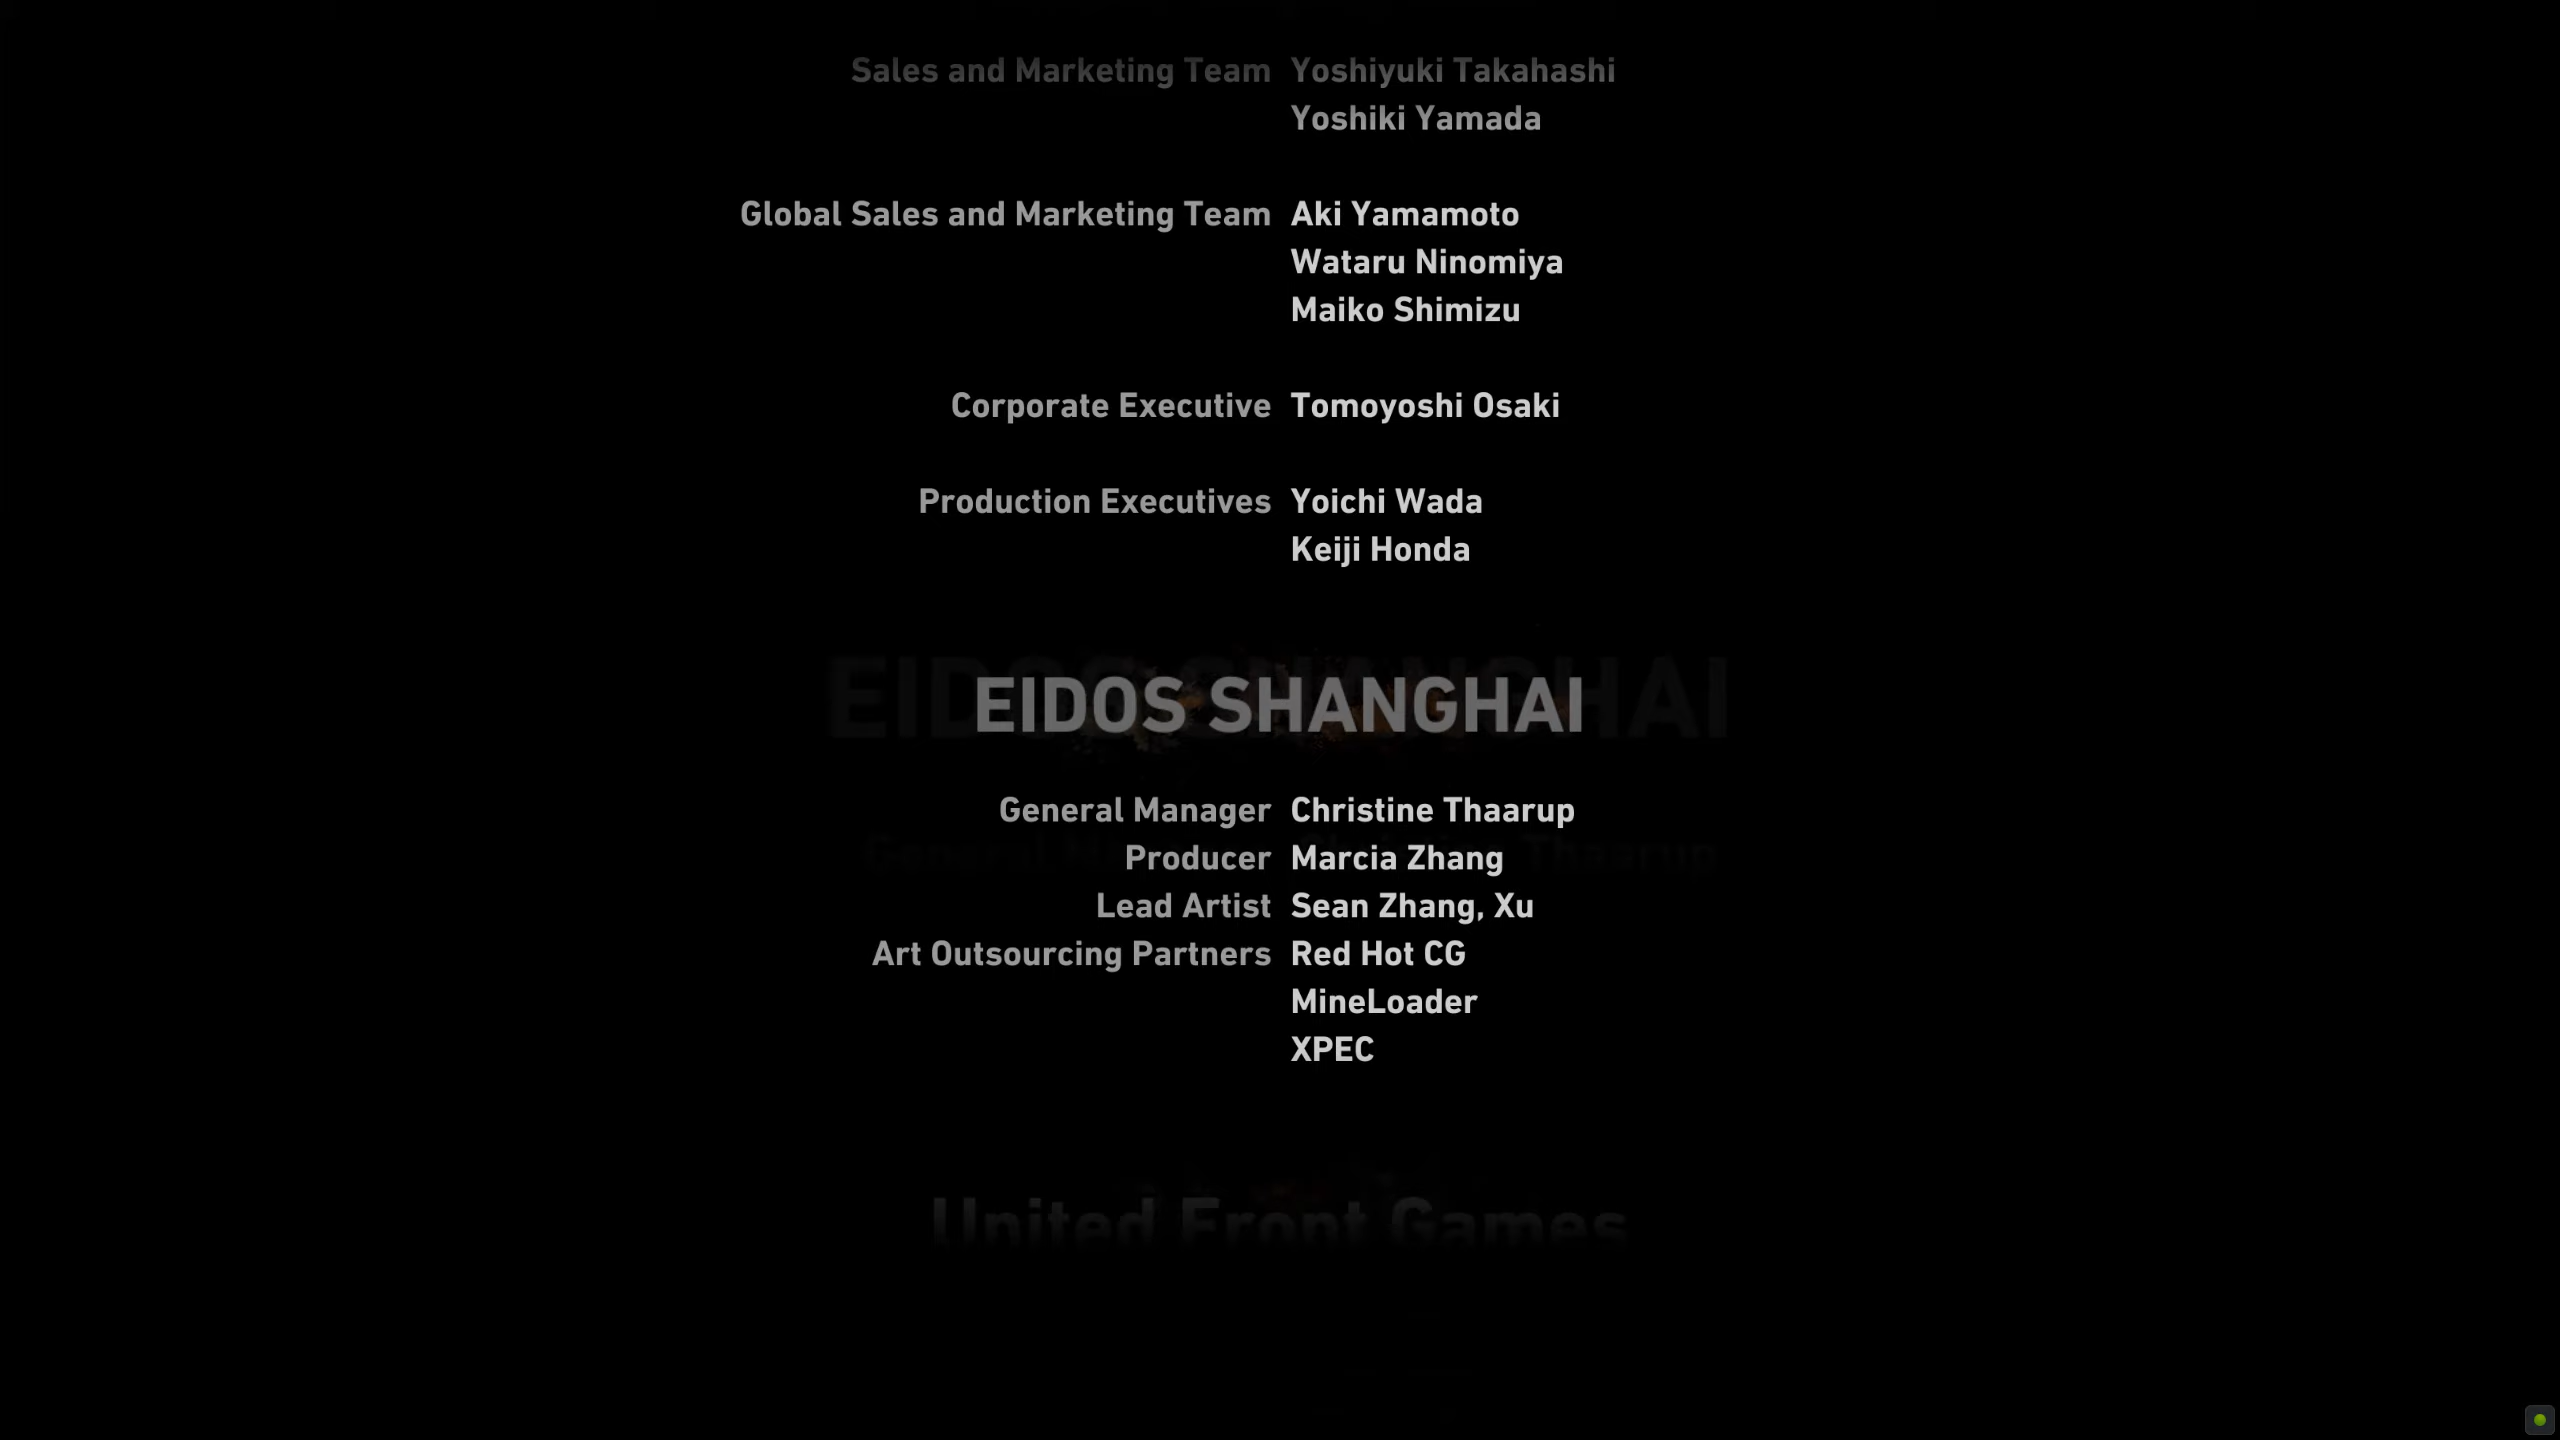 Sales and Marketing Team Yoshiyuki Takahashi
Yoshiki Yamada
Global Sales and Marketing Team Aki Yamamoto
Wataru Ninomiya
Maiko Shimizu
Corporate Executive Tomoyoshi Osaki
Production Executives Yoichi Wada
Keiji Honda
EIDOS SHANGHAI
General Manager Christine Thaarup
Producer Marcia Zhang
Lead Artist Sean Zhang, Xu
Art Outsourcing Partners Red Hot CG
MineLoader
XPEC
United Front Games